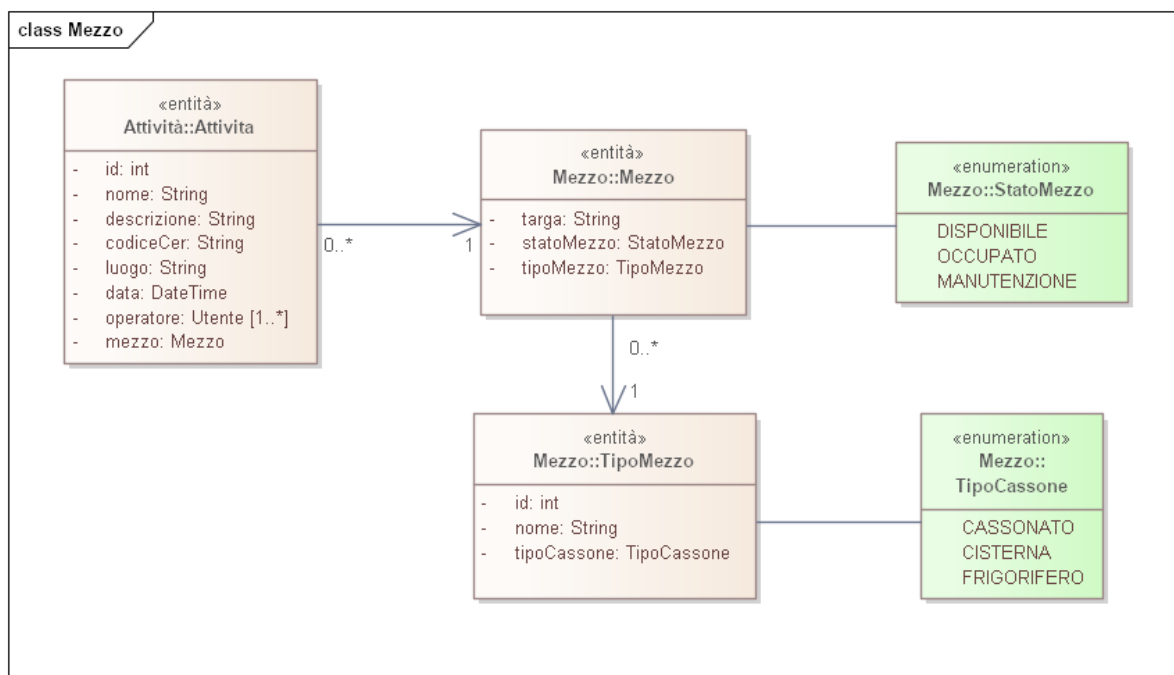 class Mezzo
«entità»
Attività::Attivita
- id: int
- nome: String
- descrizione: String
- codiceCer: String
- luogo: String
- data: DateTime
- operatore: Utente [1..*]
- mezzo: Mezzo
0..*
1
«entità»
Mezzo::Mezzo
- targa: String
- statoMezzo: StatoMezzo
- tipoMezzo: TipoMezzo
«enumeration»
Mezzo::StatoMezzo
DISPONIBILE
OCCUPATO
MANUTENZIONE
0..*
1
«entità»
Mezzo::TipoMezzo
- id: int
- nome: String
- tipoCassone: TipoCassone
«enumeration»
Mezzo::
TipoCassone
CASSONATO
CISTERNA
FRIGORIFERO